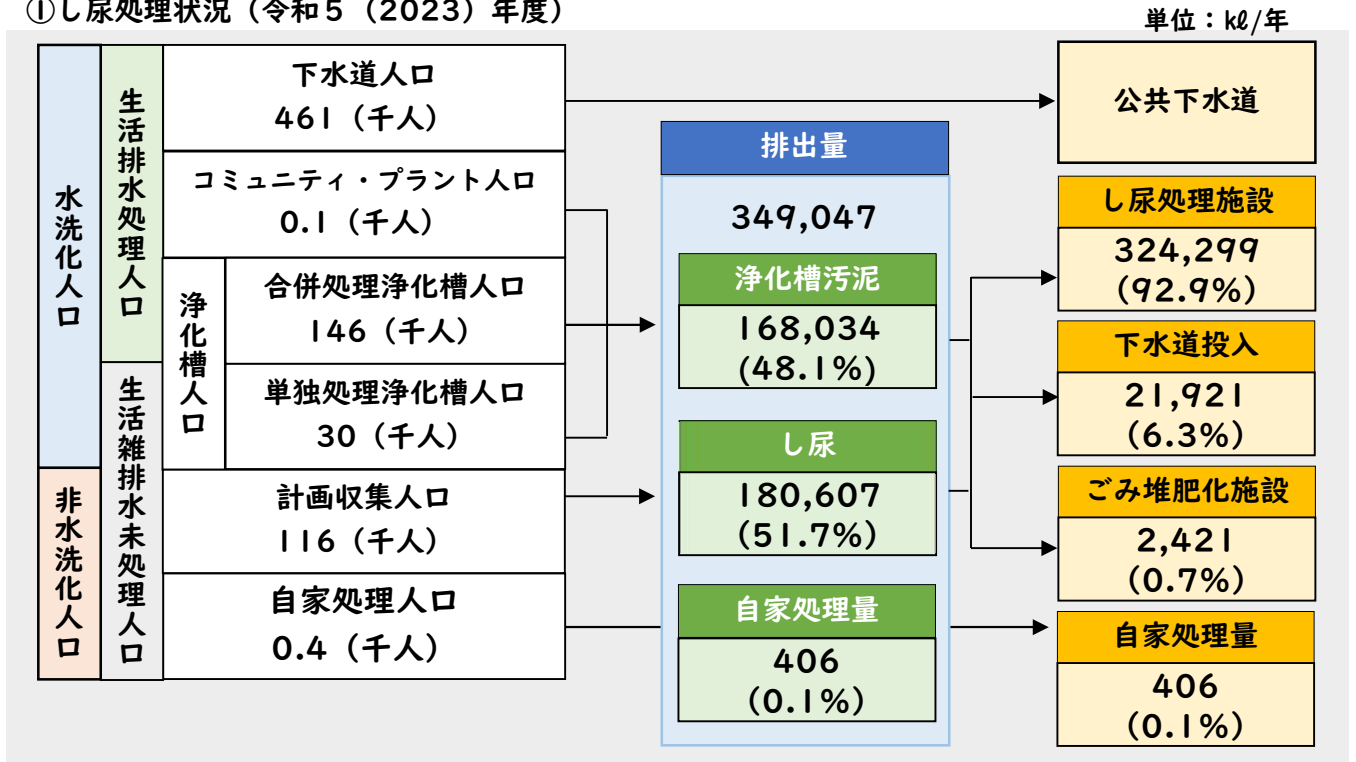 ①し尿処理状況（令和５（2023）年度）
単位：kℓ/年
水洗化人口
非水洗化人口
生活排水処理人口
生活雑排水未処理人口
下水道人口
461（千人）
コミュニティ・プラント人口
0.1（千人）
浄化槽人口
合併処理浄化槽人口
146（千人）
単独処理浄化槽人口
30（千人）
計画収集人口
116（千人）
自家処理人口
0.4（千人）
排出量
349,047
浄化槽汚泥
168,034
(48.1%)
し尿
180,607
(51.7%)
自家処理量
406
(0.1%)
公共下水道
し尿処理施設
324,299
(92.9%)
下水道投入
21,921
(6.3%)
ごみ堆肥化施設
2,421
(0.7%)
自家処理量
406
(0.1%)